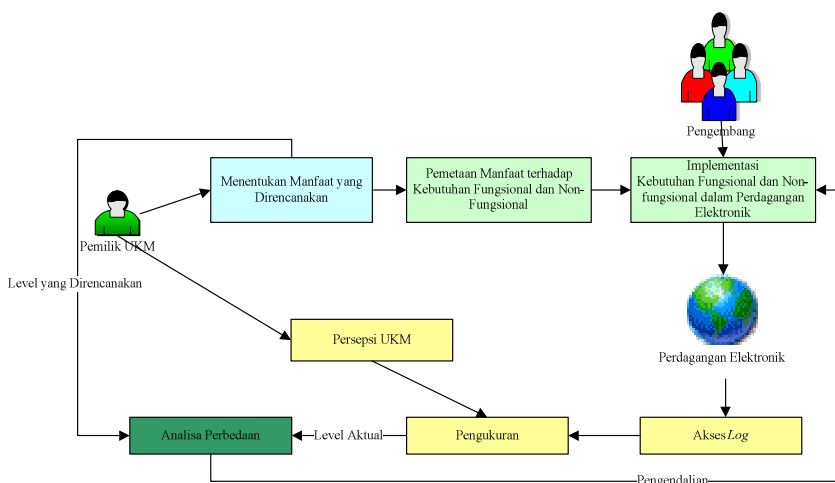 Pengembang
Menentukan Manfaat yang
Direncanakan
Pemetaan Manfaat terhadap
Kebutuhan Fungsional dan Non-
Fungsional
Implementasi
Kebutuhan Fungsional dan Non-
fungsional dalam Perdagangan
Elektronik
Pemilik UKM
Level yang Direncanakan
Persepsi UKM
Perdagangan Elektronik
Analisa Perbedaan
Level Aktual
Pengukuran
Akses Log
Pengendalian